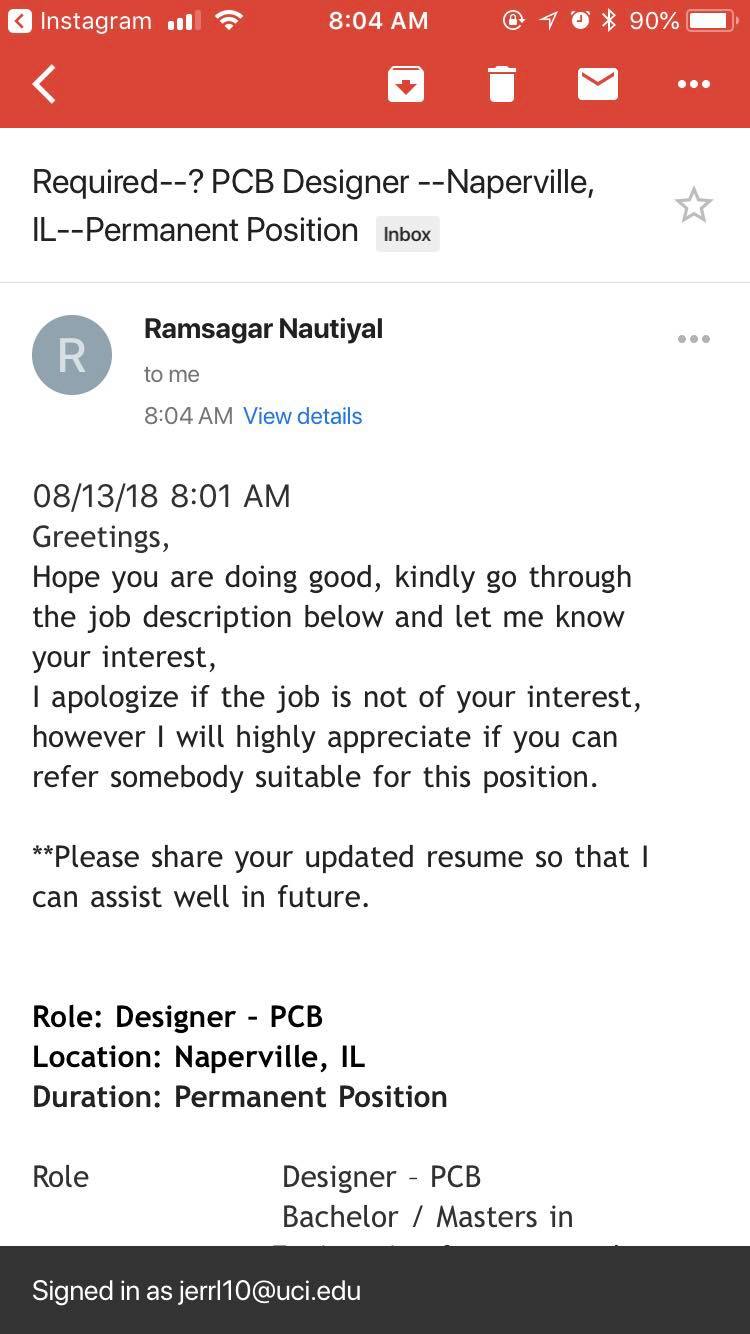 Instagram 8:04 AM 90%
Required--? PCB Designer --Naperville,
IL--Permanent Position Inbox
R
Ramsagar Nautiyal
to me
8:04 AM View details
08/13/18 8:01 AM
Greetings,
Hope you are doing good, kindly go through
the job description below and let me know
your interest,
I apologize if the job is not of your interest,
however I will highly appreciate if you can
refer somebody suitable for this position.
**Please share your updated resume so that I
can assist well in future.
Role: Designer - PCB
Location: Naperville, IL
Duration: Permanent Position
Role Designer - PCB
Bachelor / Masters in
Signed in as jerrl10@uci.edu